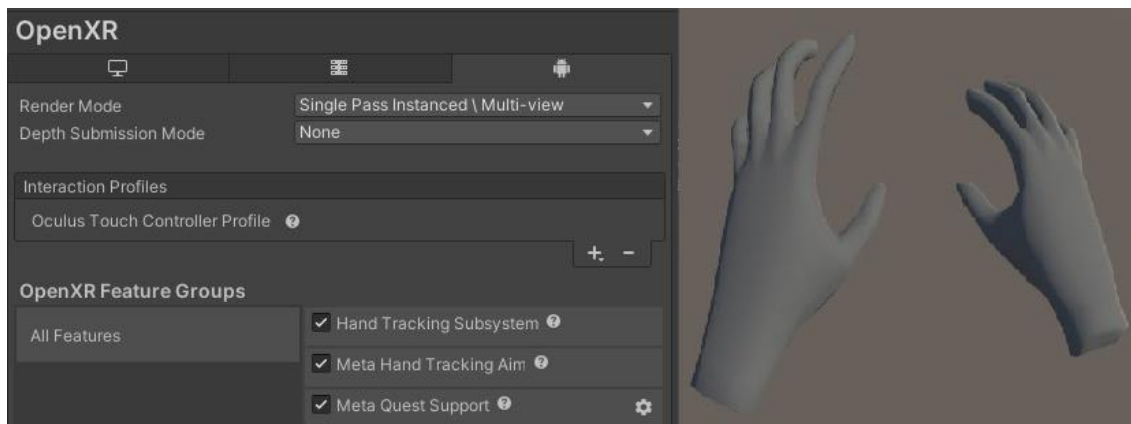 OpenXR
Render Mode
Single Pass Instanced \ Multi-view
Depth Submission Mode
None
Interaction Profiles
Oculus Touch Controller Profile
OpenXR Feature Groups
All Features
Hand Tracking Subsystem
Meta Hand Tracking Aim
Meta Quest Support